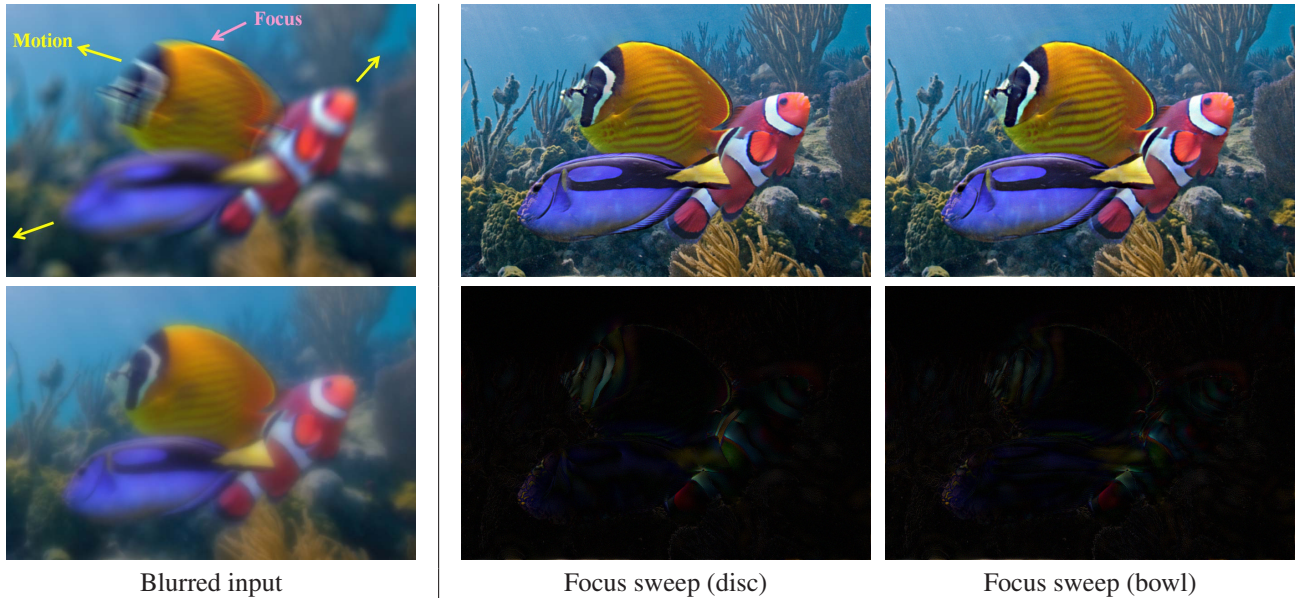 Focus
Motion
Blurred input
Focus sweep (disc)
Focus sweep (bowl)